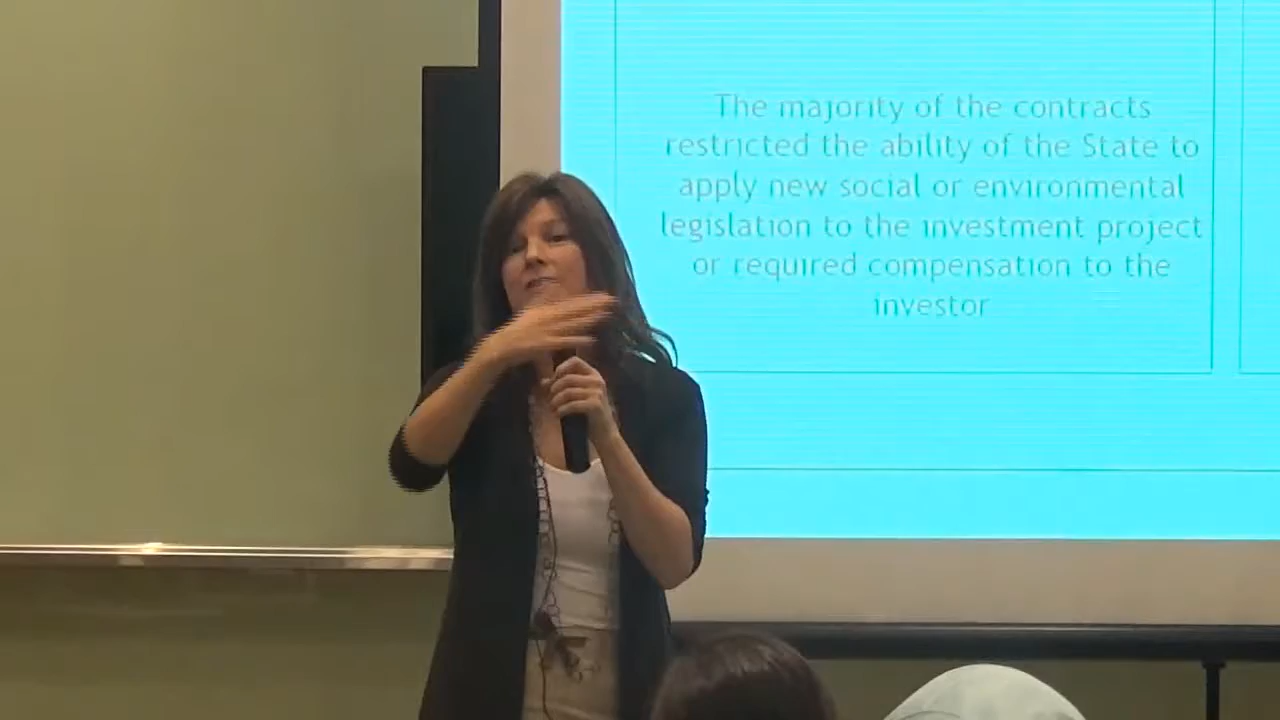 The majority of the contracts
restricted the ability of the State to
apply new social or environmental
legislation to the investment project
or required compensation to the
investor